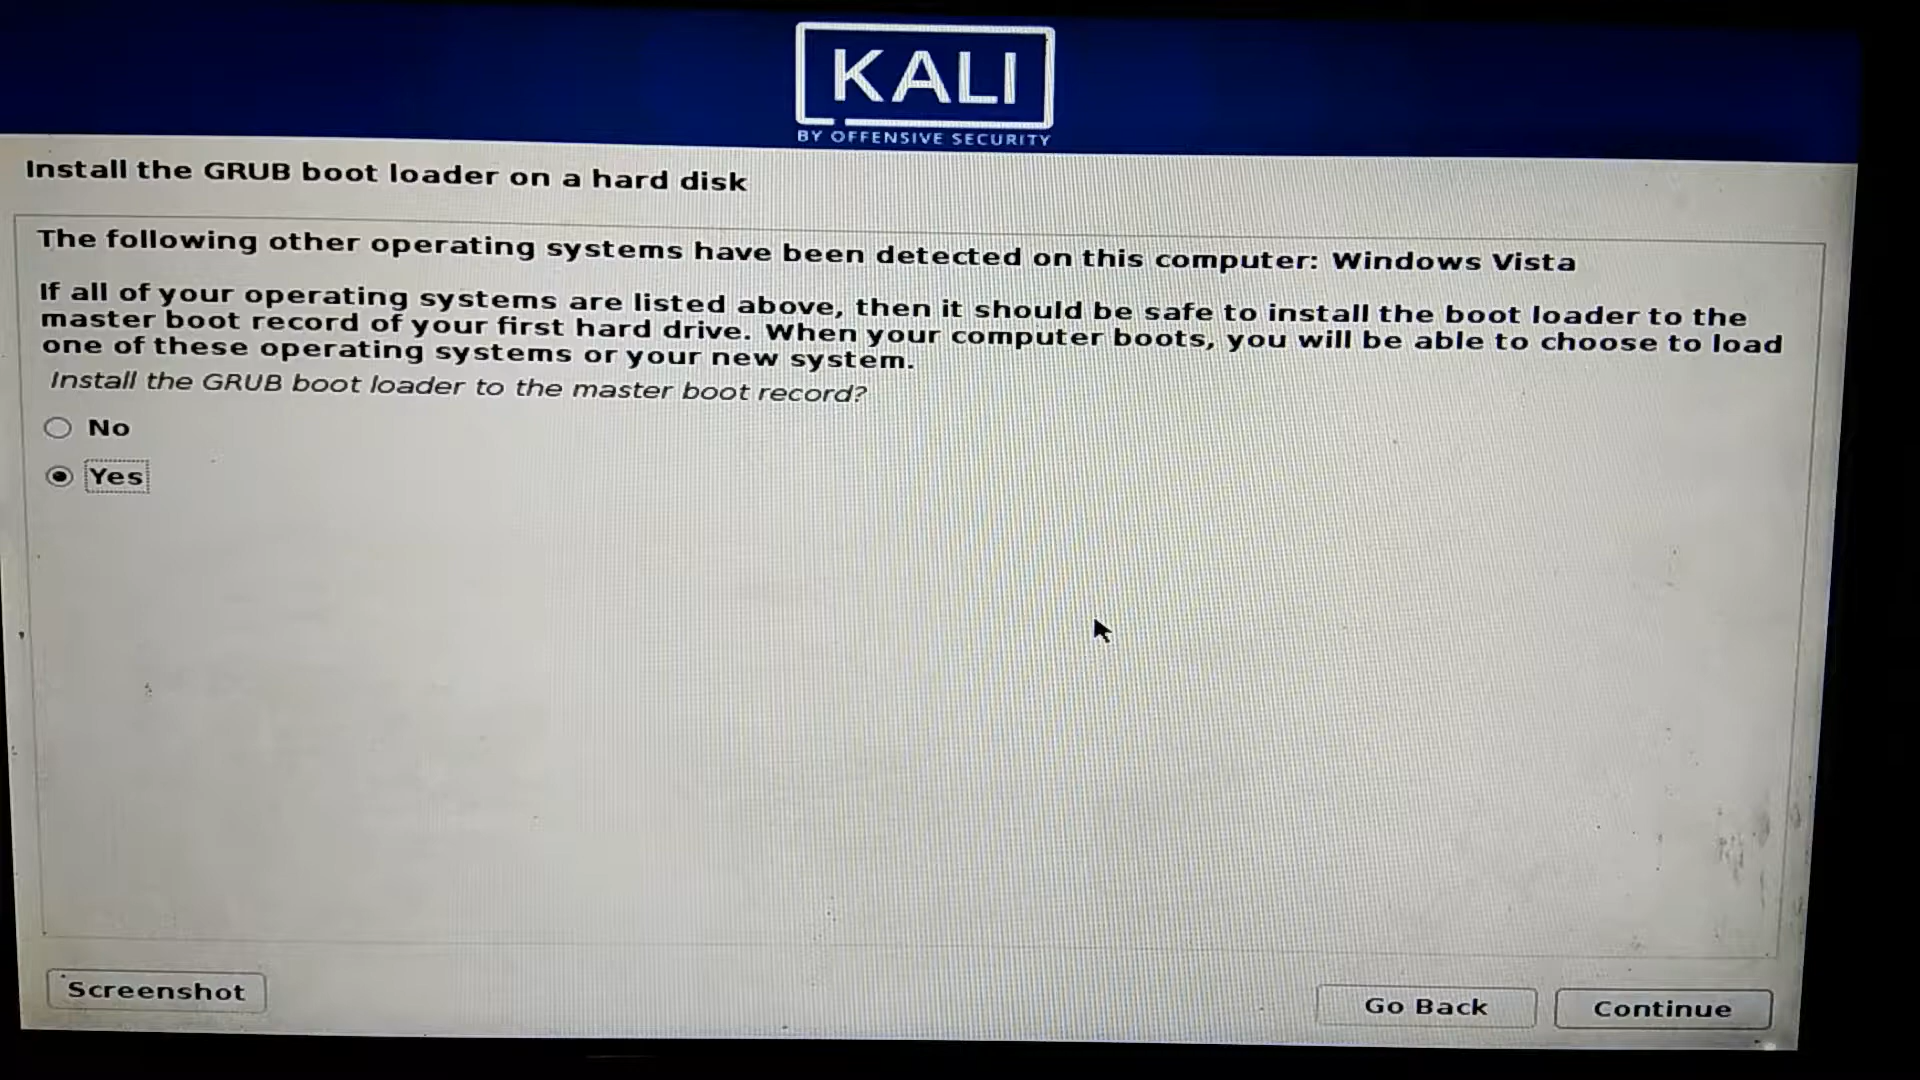 KALI
BY OFFENSIVE SECURITY
Install the GRUB boot loader on a hard disk
The following other operating systems have been detected on this computer: Windows Vista
If all of your operating systems are listed above, then it should be safe to install the boot loader to the
master boot record of your first hard drive. When your computer boots, you will be able to choose to load
one of these operating systems or your new system.
Install the GRUB boot loader to the master boot record?
No
Yes
Screenshot
Go Back
Continue